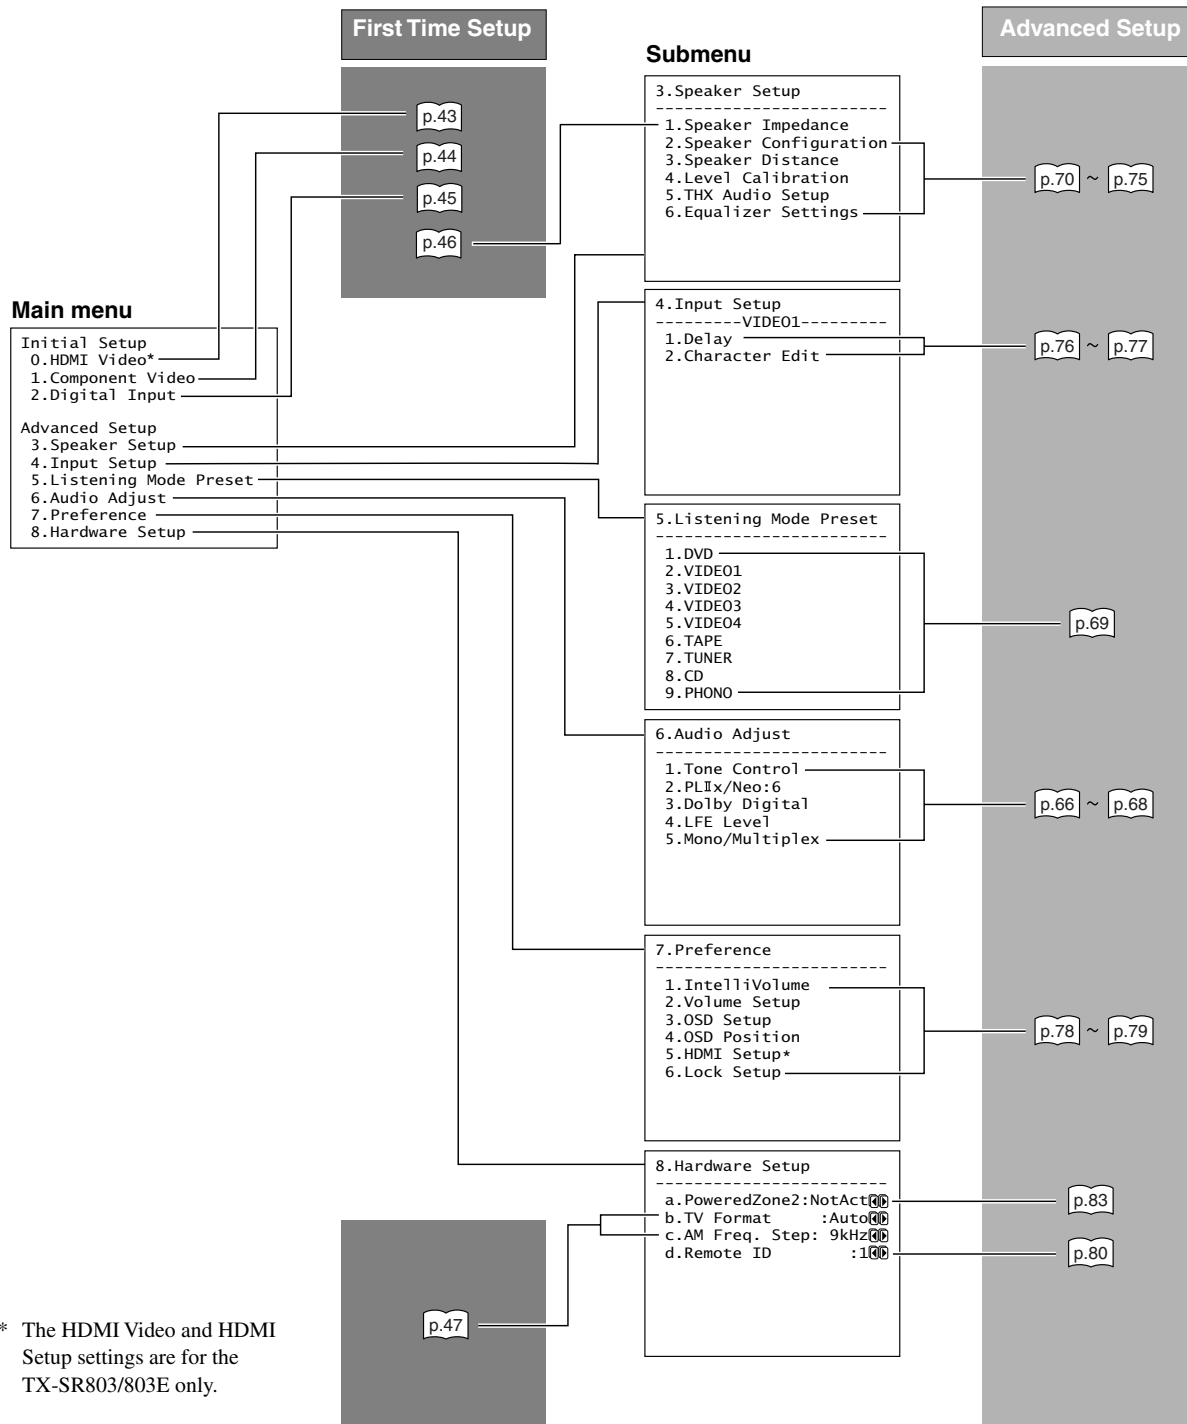 First Time Setup
Submenu
Advanced Setup
p.43
p.44
p.45
p.46
3.Speaker Setup
1.Speaker Impedance
2.Speaker Configuration
3.Speaker Distance
4.Level Calibration
5.THX Audio Setup
6.Equalizer Settings
p.70 ~ p.75
Main menu
Initial Setup
0.HDMI Video*
1.Component Video
2.Digital Input
Advanced Setup
3.Speaker Setup
4.Input Setup
5.Listening Mode Preset
6.Audio Adjust
7.Preference
8.Hardware Setup
4.Input Setup
---------VIDEO1---------
1.Delay
2.Character Edit
p.76 ~ p.77
5.Listening Mode Preset
1.DVD
2.VIDEO1
3.VIDEO2
4.VIDEO3
5.VIDEO4
6.TAPE
7.TUNER
8.CD
9.PHONO
p.69
6.Audio Adjust
1.Tone Control
2.PLⅡx/Neo:6
3.Dolby Digital
4.LFE Level
5.Mono/Multiplex
p.66 ~ p.68
7.Preference
1.IntelliVolume
2.Volume Setup
3.OSD Setup
4.OSD Position
5.HDMI Setup*
6.Lock Setup
p.78 ~ p.79
8.Hardware Setup
a.PoweredZone2:NotAct
b.TV Format :Auto
c.AM Freq. Step: 9kHz
d.Remote ID :1
p.83
p.80
p.47
* The HDMI Video and HDMI
Setup settings are for the
TX-SR803/803E only.